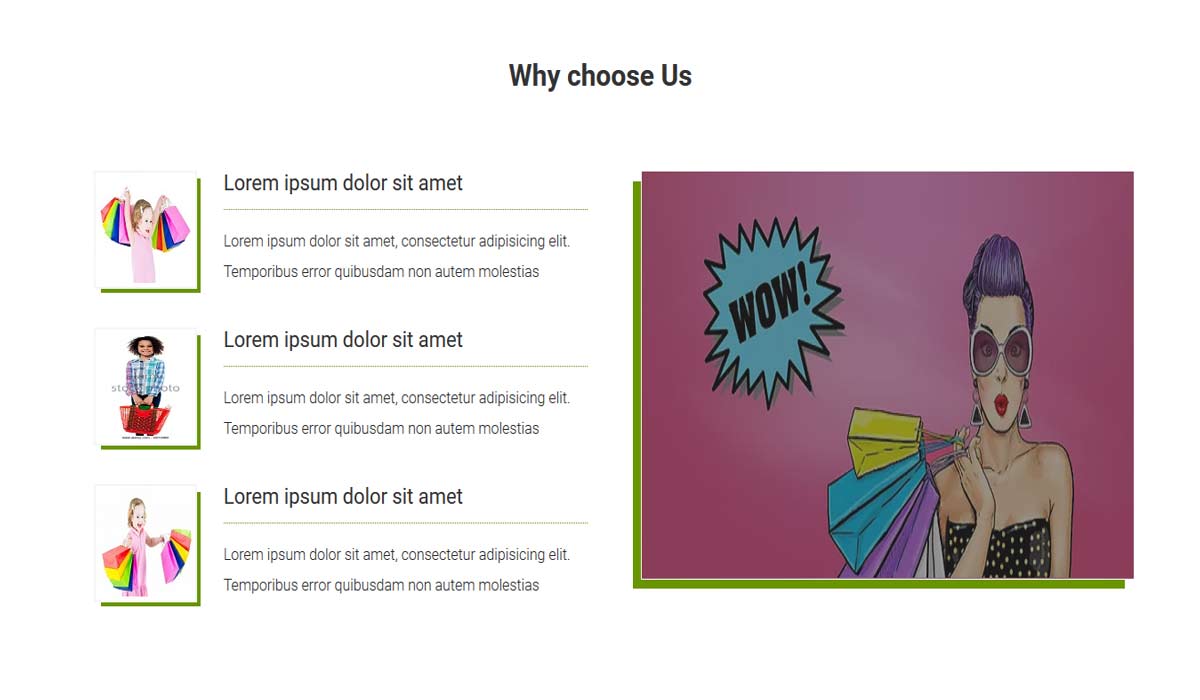 Why choose Us
Lorem ipsum dolor sit amet
Lorem ipsum dolor sit amet, consectetur adipisicing elit.
Temporibus error quibusdam non autem molestias
Lorem ipsum dolor sit amet
Lorem ipsum dolor sit amet, consectetur adipisicing elit.
Temporibus error quibusdam non autem molestias
Lorem ipsum dolor sit amet
Lorem ipsum dolor sit amet, consectetur adipisicing elit.
Temporibus error quibusdam non autem molestias
WOW!